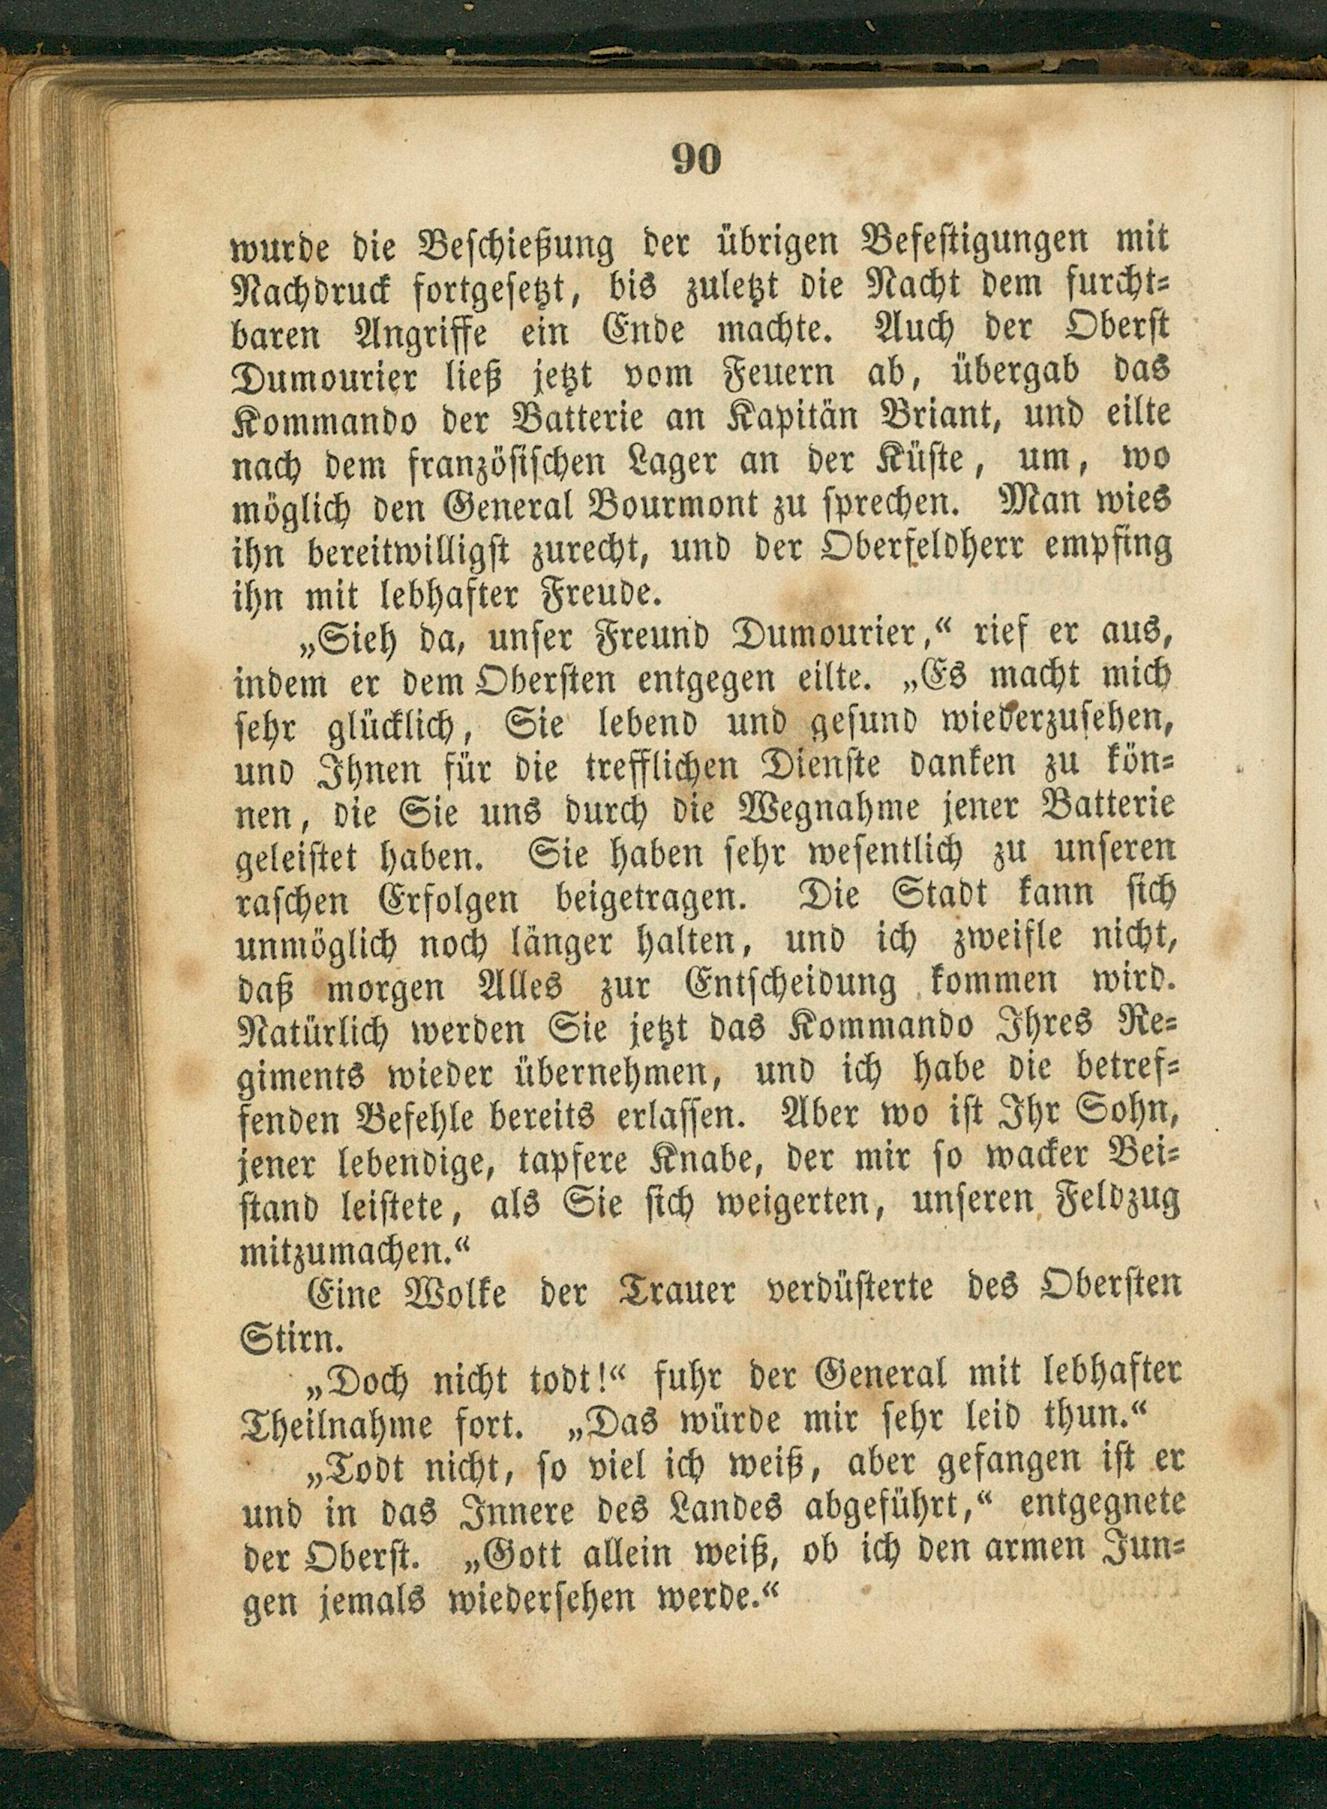 90
wurde die Beschießung der übrigen Befestigungen mit
Nachdruck fortgesetzt, bis zuletzt die Nacht dem furcht-
baren Angriffe ein Ende machte. Auch der Oberst
Dumourier ließ jetzt vom Feuern ab, übergab das
Kommando der Batterie an Kapitän Briant, und eilte
nach dem französischen Lager an der Küste, um, wo
möglich den General Bourmont zu sprechen. Man wies
ihn bereitwilligst zurecht, und der Oberfeldherr empfing
ihn mit lebhafter Freude.
„Sieh da, unser Freund Dumourier,“ rief er aus,
indem er dem Obersten entgegen eilte. „Es macht mich
sehr glücklich, Sie lebend und gesund wiederzusehen,
und Ihnen für die trefflichen Dienste danken zu kön-
nen, die Sie uns durch die Wegnahme jener Batterie
geleistet haben. Sie haben sehr wesentlich zu unseren
raschen Erfolgen beigetragen. Die Stadt kann sich
unmöglich noch länger halten, und ich zweifle nicht,
daß morgen Alles zur Entscheidung kommen wird.
Natürlich werden Sie jetzt das Kommando Ihres Re-
giments wieder übernehmen, und ich habe die betref-
fenden Befehle bereits erlassen. Aber wo ist Ihr Sohn,
jener lebendige, tapfere Knabe, der mir so wacker Bei-
stand leistete, als Sie sich weigerten, unseren Feldzug
mitzumachen.“
Eine Wolke der Trauer verdüsterte des Obersten
Stirn.
„Doch nicht todt!“ fuhr der General mit lebhafter
Theilnahme fort. „Das würde mir sehr leid thun.“
„Todt nicht, so viel ich weiß, aber gefangen ist er
und in das Innere des Landes abgeführt,“ entgegnete
der Oberst. „Gott allein weiß, ob ich den armen Jun-
gen jemals wiedersehen werde.“